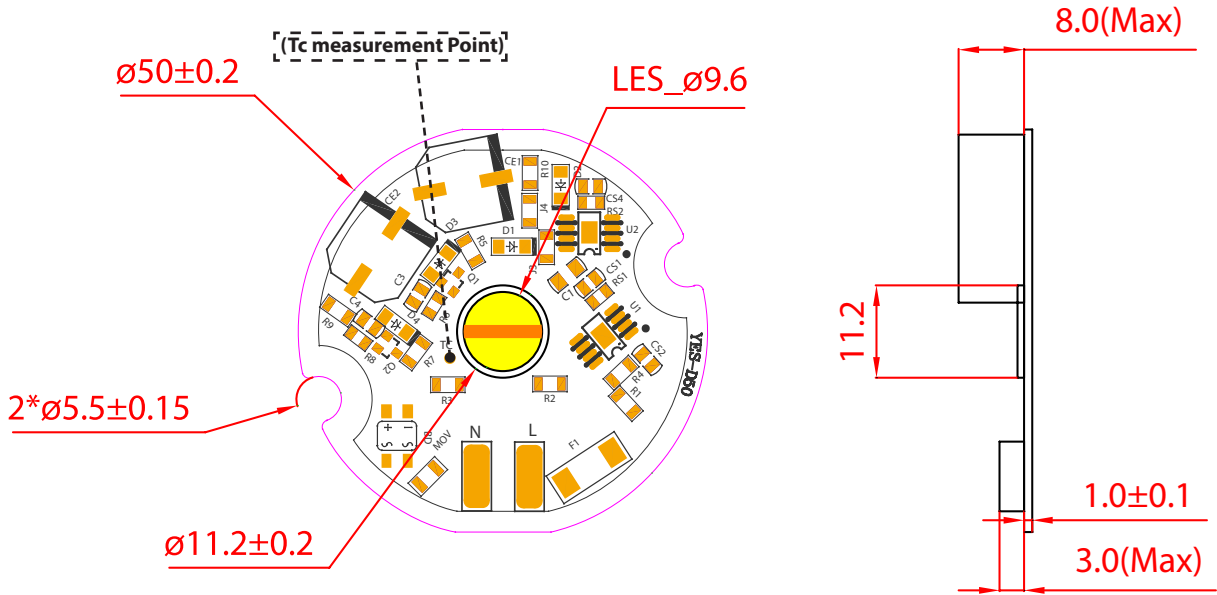 8.0(Max)
(Tc measurement Point)
ø50±0.2
LES_ø9.6
CE1
R10
D2
CE2
CS4
RS2
J4
U2
D3
D1
R5
C3
Q1
CS1
RS1
C1
C4
R9
D4
R6
U1
11.2
TC
R8
Q2
R7
CS2
YES-D50
R4
R1
R3
R2
2*ø5.5±0.15
+
S
I
S
MOV
N
L
F1
1.0±0.1
ø11.2±0.2
3.0(Max)